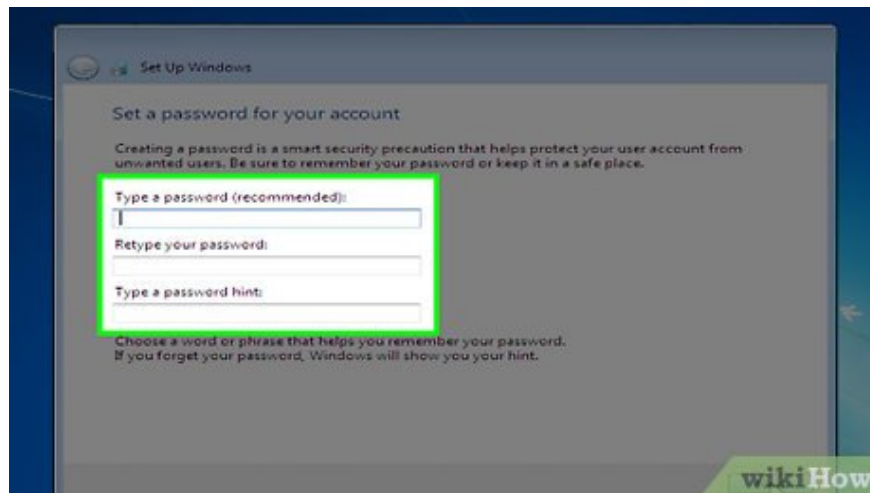 Set Up Windows
Set a password for your account
Creating a password is a smart security precaution that helps protect your user account from
unwanted users. Be sure to remember your password or keep it in a safe place.
Type a password (recommended):
Retype your password:
Type a password hint:
Choose a word or phrase that helps you remember your password.
If you forget your password, Windows will show you your hint.
wikiHow